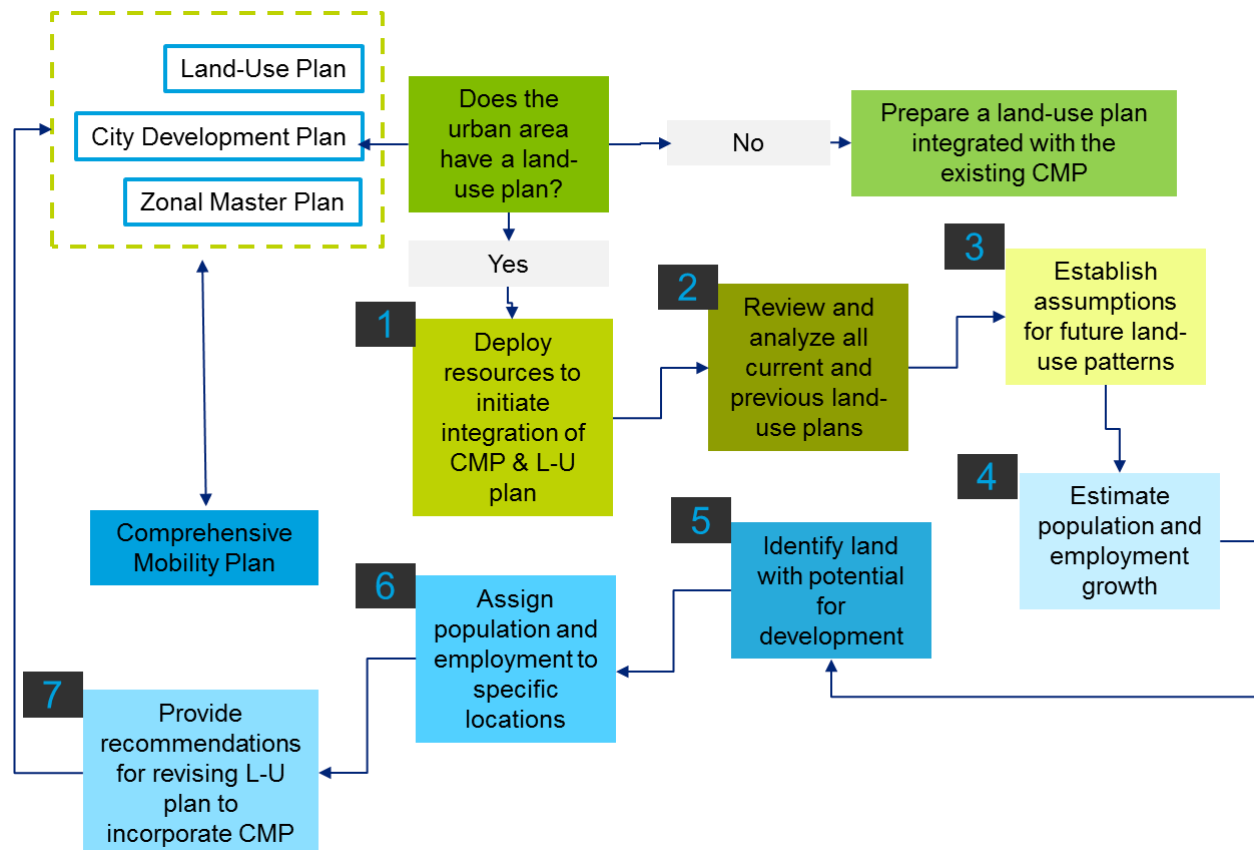 Land-Use Plan
City Development Plan
Zonal Master Plan
Does the
urban area
have a land-
use plan?
No
Prepare a land-use plan
integrated with the
existing CMP
Yes
1
Deploy
resources to
initiate
integration of
CMP & L-U
plan
2
Review and
analyze all
current and
previous land-
use plans
3
Establish
assumptions
for future land-
use patterns
4
Estimate
population and
employment
growth
5
Identify land
with potential
for
development
6
Assign
population and
employment to
specific
locations
7
Provide
recommendations
for revising L-U
plan to
incorporate CMP
Comprehensive
Mobility Plan